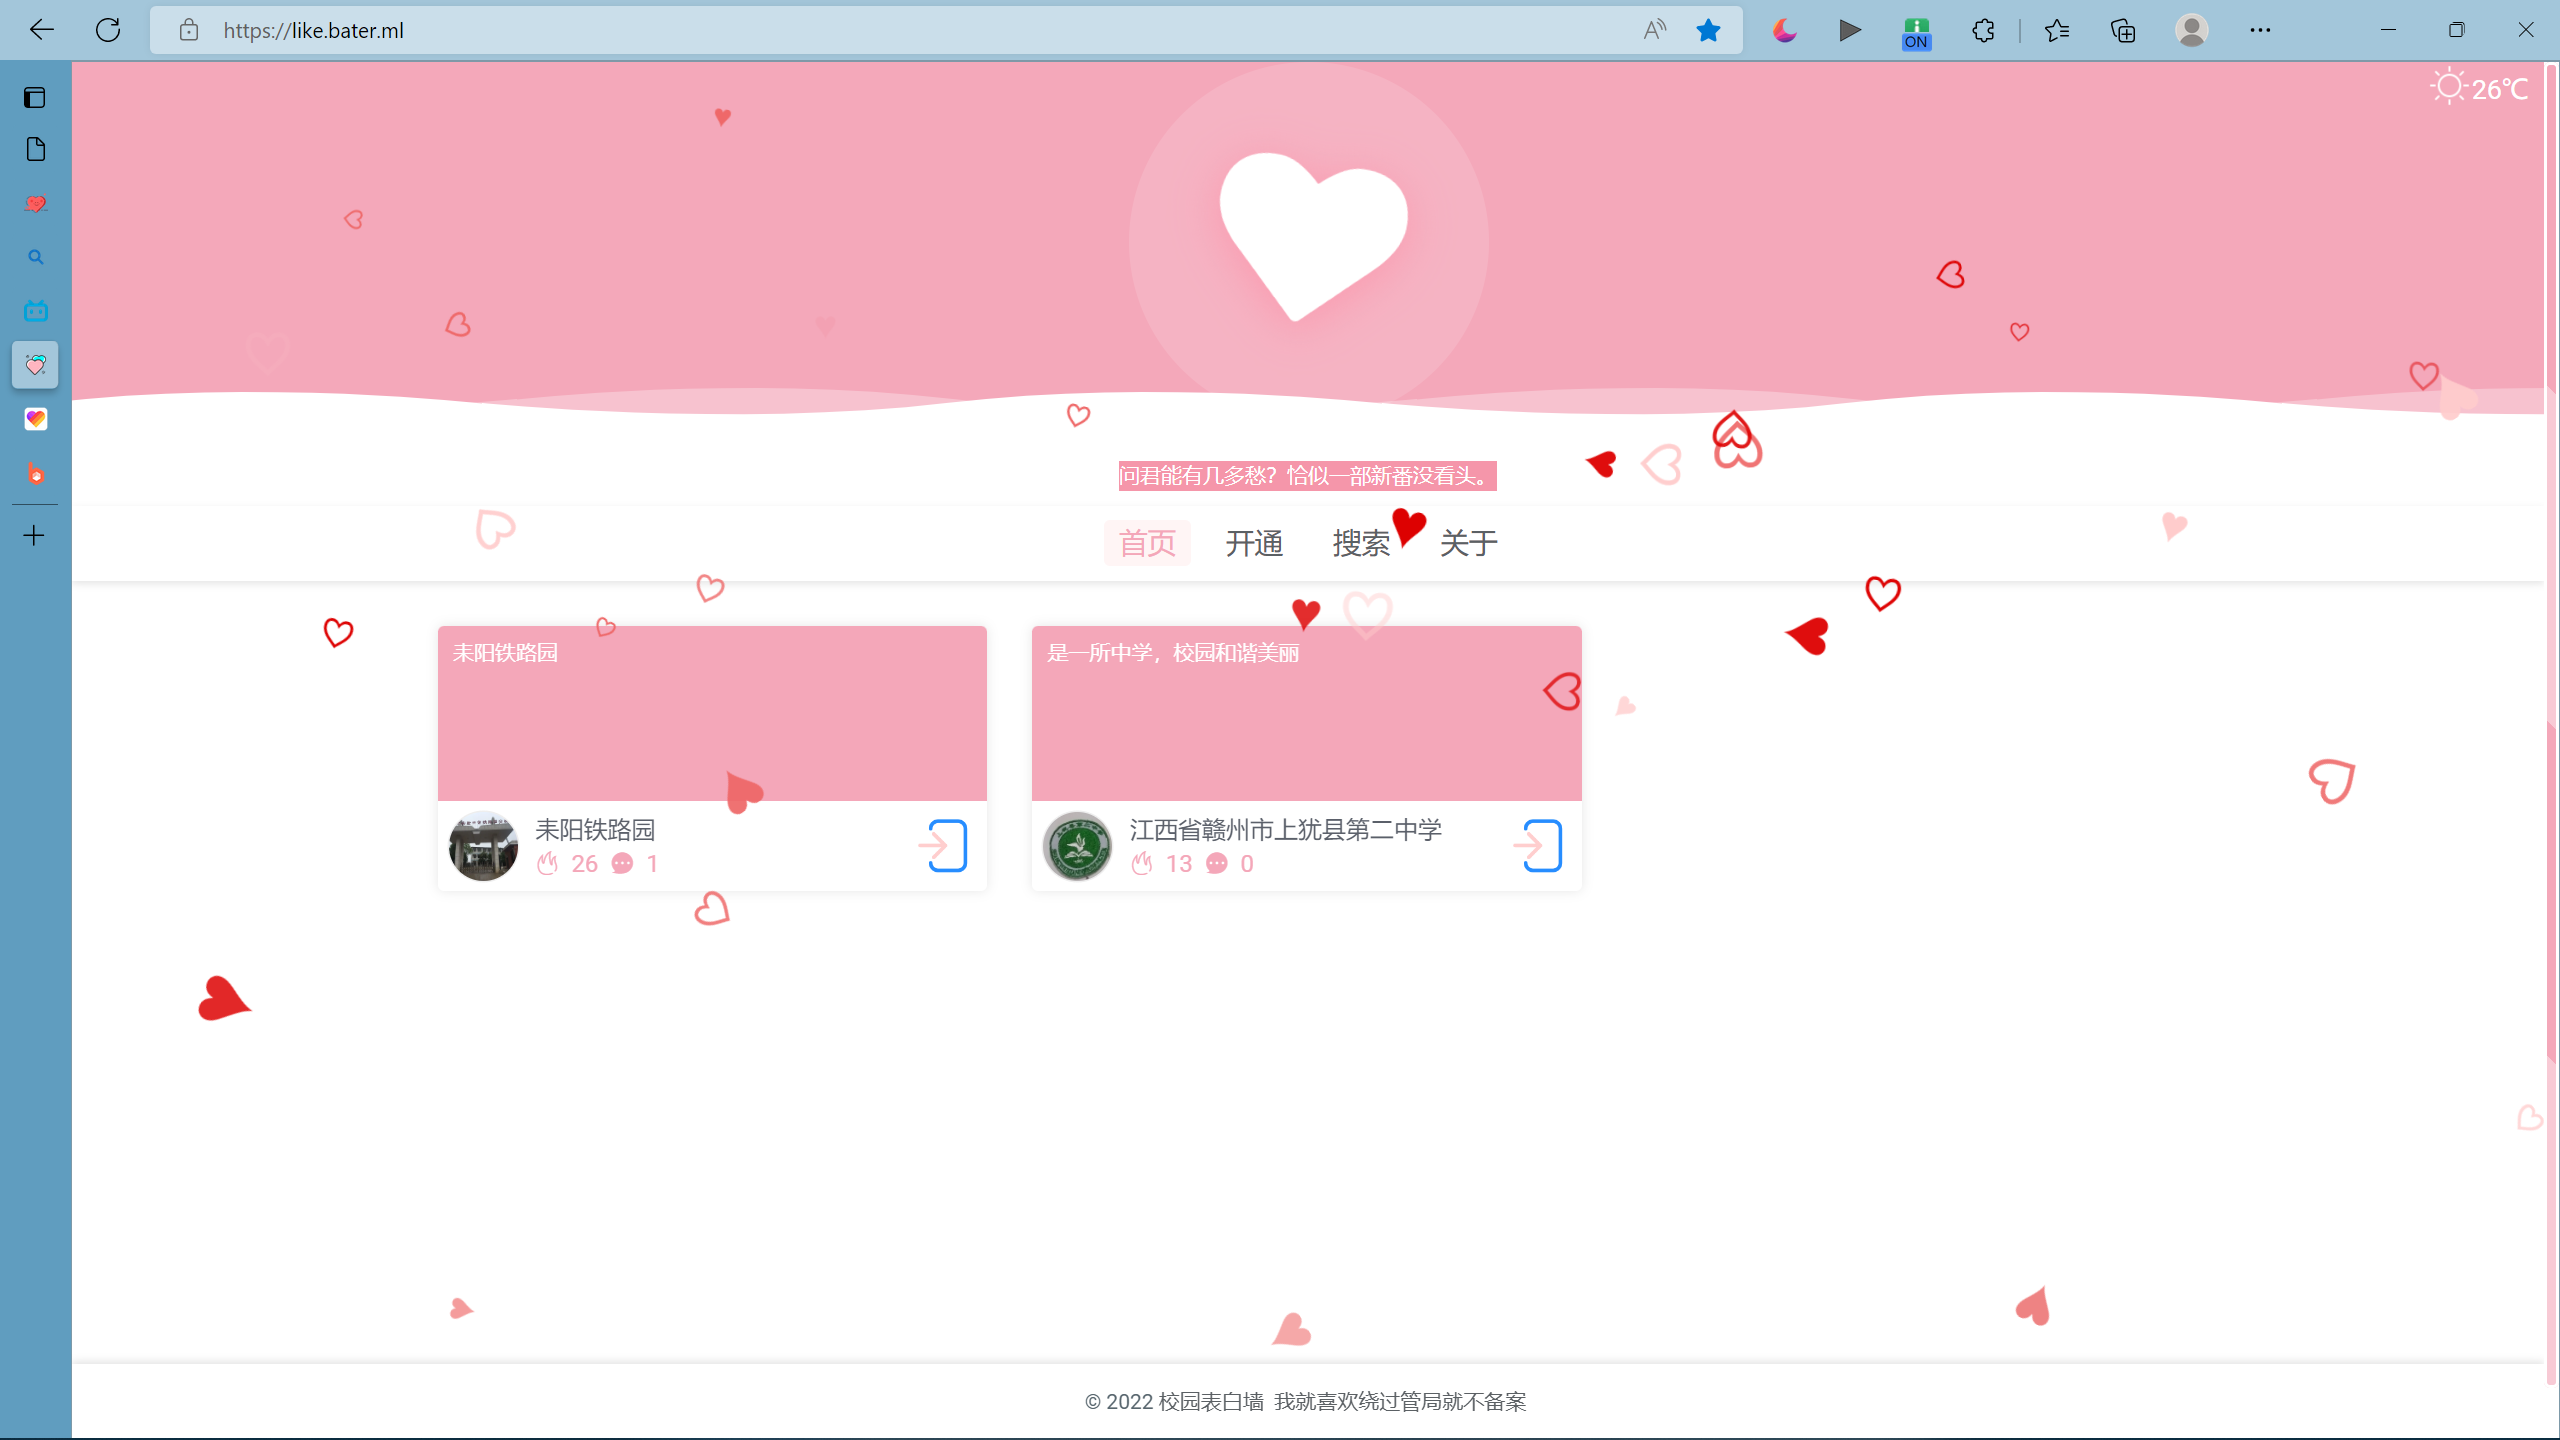 https://like.bater.ml
ON
26℃
问君能有几多愁？恰似一部新番没看头。
首页 开通 搜索 关于
耒阳铁路园
耒阳铁路园
26 1
是一所中学，校园和谐美丽
江西省赣州市上犹县第二中学
13 0
© 2022 校园表白墙 我就喜欢绕过管局就不备案